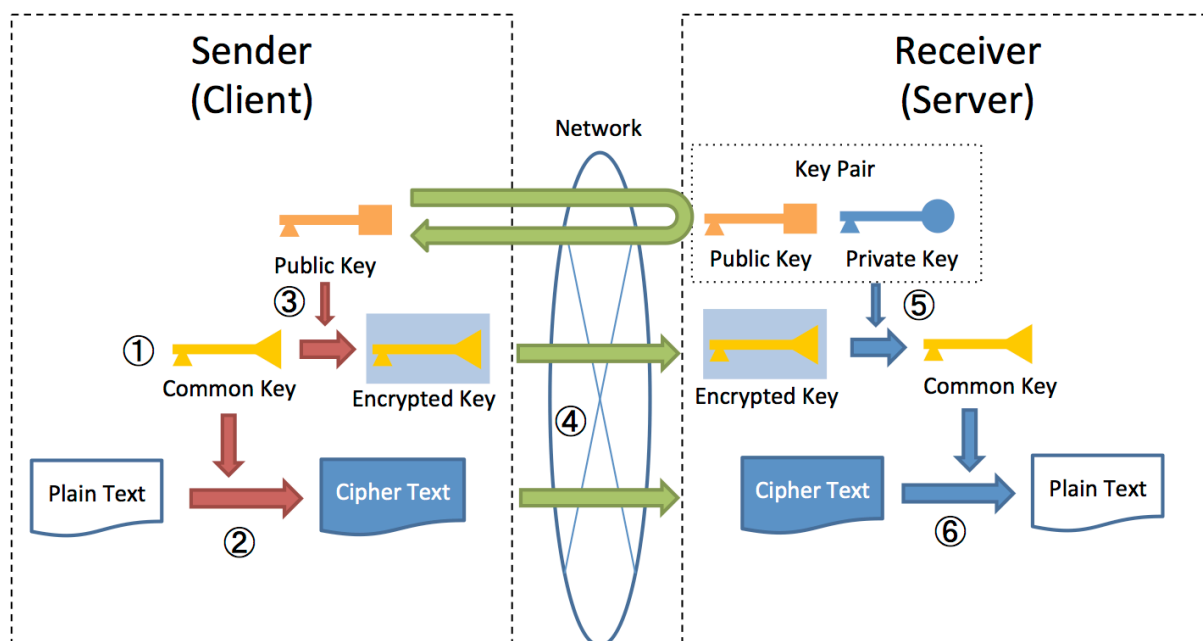 Sender
(Client)
Receiver
(Server)
Network
Key Pair
Public Key
Public Key
Private Key
③
⑤
①
Common Key
Encrypted Key
Encrypted Key
Common Key
④
Plain Text
Cipher Text
Cipher Text
Plain Text
②
⑥